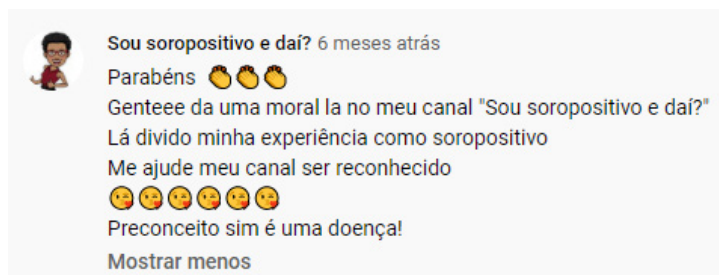 Sou soropositivo e daí? 6 meses atrás
Parabéns 👏👏👏
Genteee da uma moral la no meu canal "Sou soropositivo e daí?"
Lá divido minha experiência como soropositivo
Me ajude meu canal ser reconhecido
😘😘😘😘😘😘
Preconceito sim é uma doença!
Mostrar menos